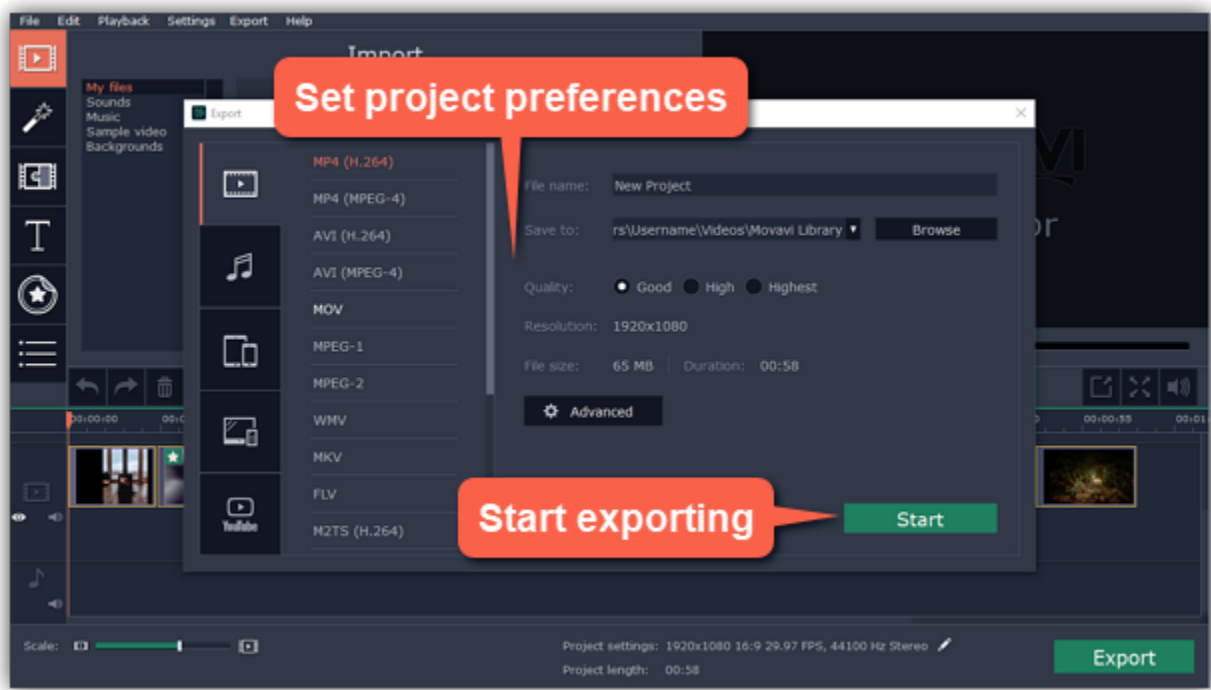 File Edit Playback Settings Export Help
Import
Set project preferences
My files
Sounds
Music
Sample video
Backgrounds
Export
MP4 (H.264)
MP4 (MPEG-4)
AVI (H.264)
AVI (MPEG-4)
MOV
MPEG-1
MPEG-2
WMV
MKV
FLV
M2TS (H.264)
YouTube
File name: New Project
Save to: rs\Username\Videos\Movavi Library Browse
Quality: Good High Highest
Resolution: 1920x1080
File size: 65 MB Duration: 00:58
Advanced
Start exporting
Start
VI
or
00:00:00
00:00:55
Scale:
Project settings: 1920x1080 16:9 29.97 FPS, 44100 Hz Stereo
Project length: 00:58
Export